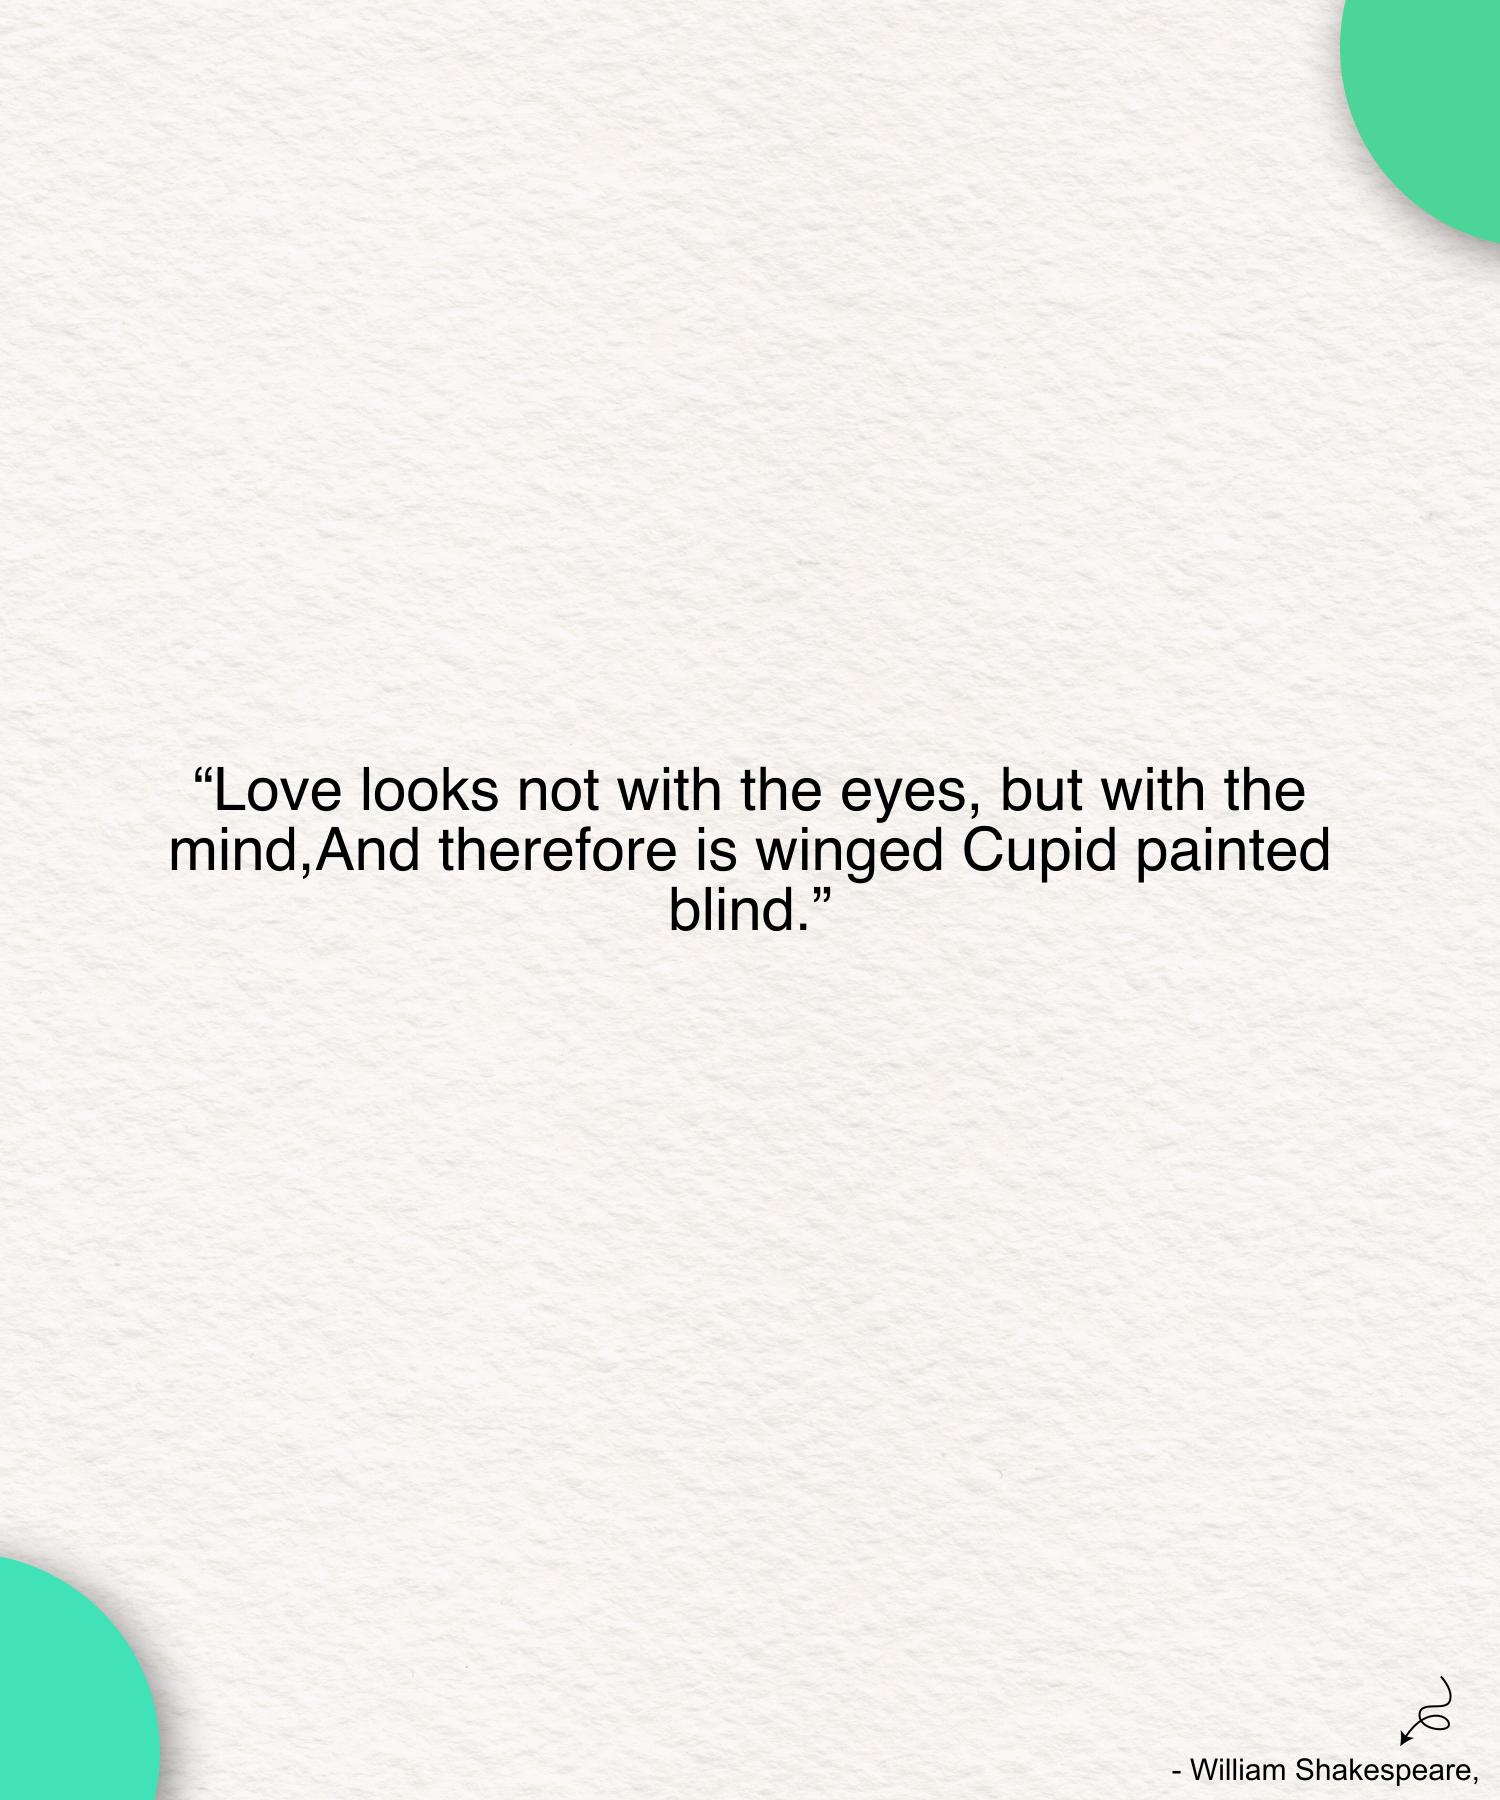 “Love looks not with the eyes, but with the
mind,And therefore is winged Cupid painted
blind.”
- William Shakespeare,